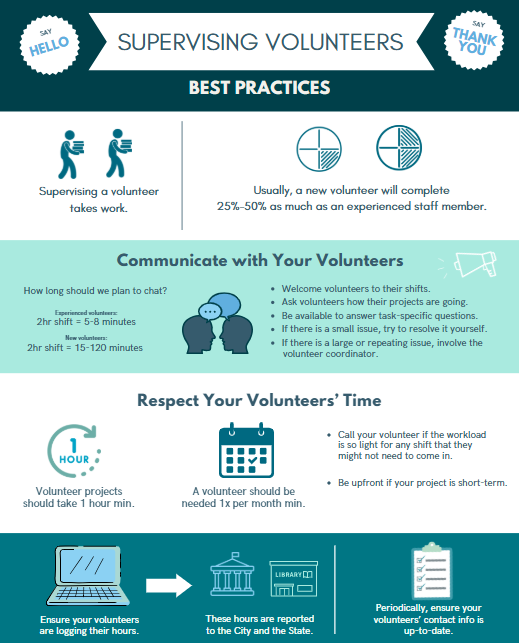 SAY
HELLO
SUPERVISING VOLUNTEERS
SAY
THANK
YOU
BEST PRACTICES
Supervising a volunteer
takes work.
Usually, a new volunteer will complete
25%-50% as much as an experienced staff member.
Communicate with Your Volunteers
How long should we plan to chat?
Experienced volunteers:
2hr shift = 5-8 minutes
New volunteers:
2hr shift = 15-120 minutes
• Welcome volunteers to their shifts.
• Ask volunteers how their projects are going.
• Be available to answer task-specific questions.
• If there is a small issue, try to resolve it yourself.
• If there is a large or repeating issue, involve the
volunteer coordinator.
Respect Your Volunteers' Time
1
HOUR
Volunteer projects
should take 1 hour min.
A volunteer should be
needed 1x per month min.
• Call your volunteer if the workload
is so light for any shift that they
might not need to come in.
• Be upfront if your project is short-term.
Ensure your volunteers
are logging their hours.
LIBRARY
These hours are reported
to the City and the State.
Periodically, ensure your
volunteers' contact info is
up-to-date.